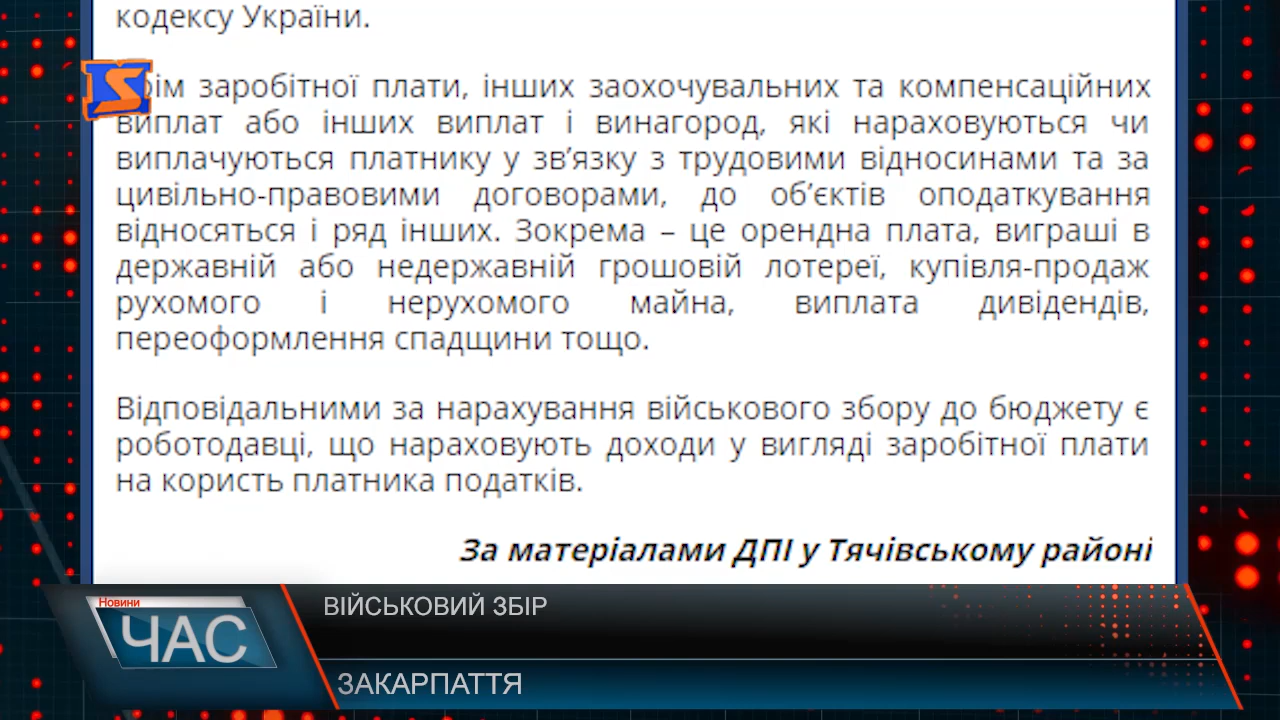 кодексу України.
рім заробітної плати, інших заохочувальних та компенсаційних
виплат або інших виплат і винагород, які нараховуються чи
виплачуються платнику у зв’язку з трудовими відносинами та за
цивільно-правовими договорами, до об’єктів оподаткування
відносяться і ряд інших. Зокрема – це орендна плата, виграші в
державній або недержавній грошовій лотереї, купівля-продаж
рухомого і нерухомого майна, виплата дивідендів,
переоформлення спадщини тощо.
Відповідальними за нарахування військового збору до бюджету є
роботодавці, що нараховують доходи у вигляді заробітної плати
на користь платника податків.
За матеріалами ДПІ у Тячівському районі
Новини
ЧАС
ВІЙСЬКОВИЙ ЗБІР
ЗАКАРПАТТЯ